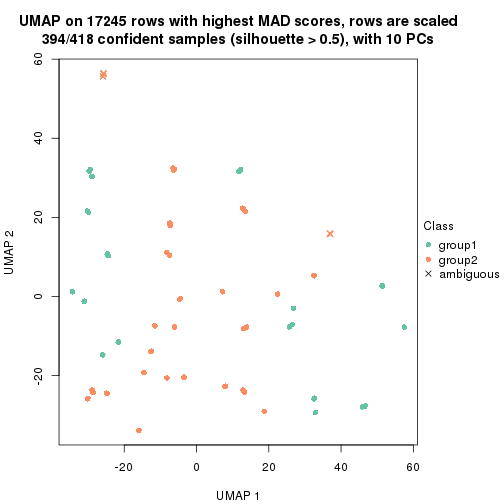 UMAP on 17245 rows with highest MAD scores, rows are scaled
394/418 confident samples (silhouette > 0.5), with 10 PCs
60
40
20
0
-20
UMAP 2
-20
0
20
40
60
UMAP 1
Class
group1
group2
ambiguous